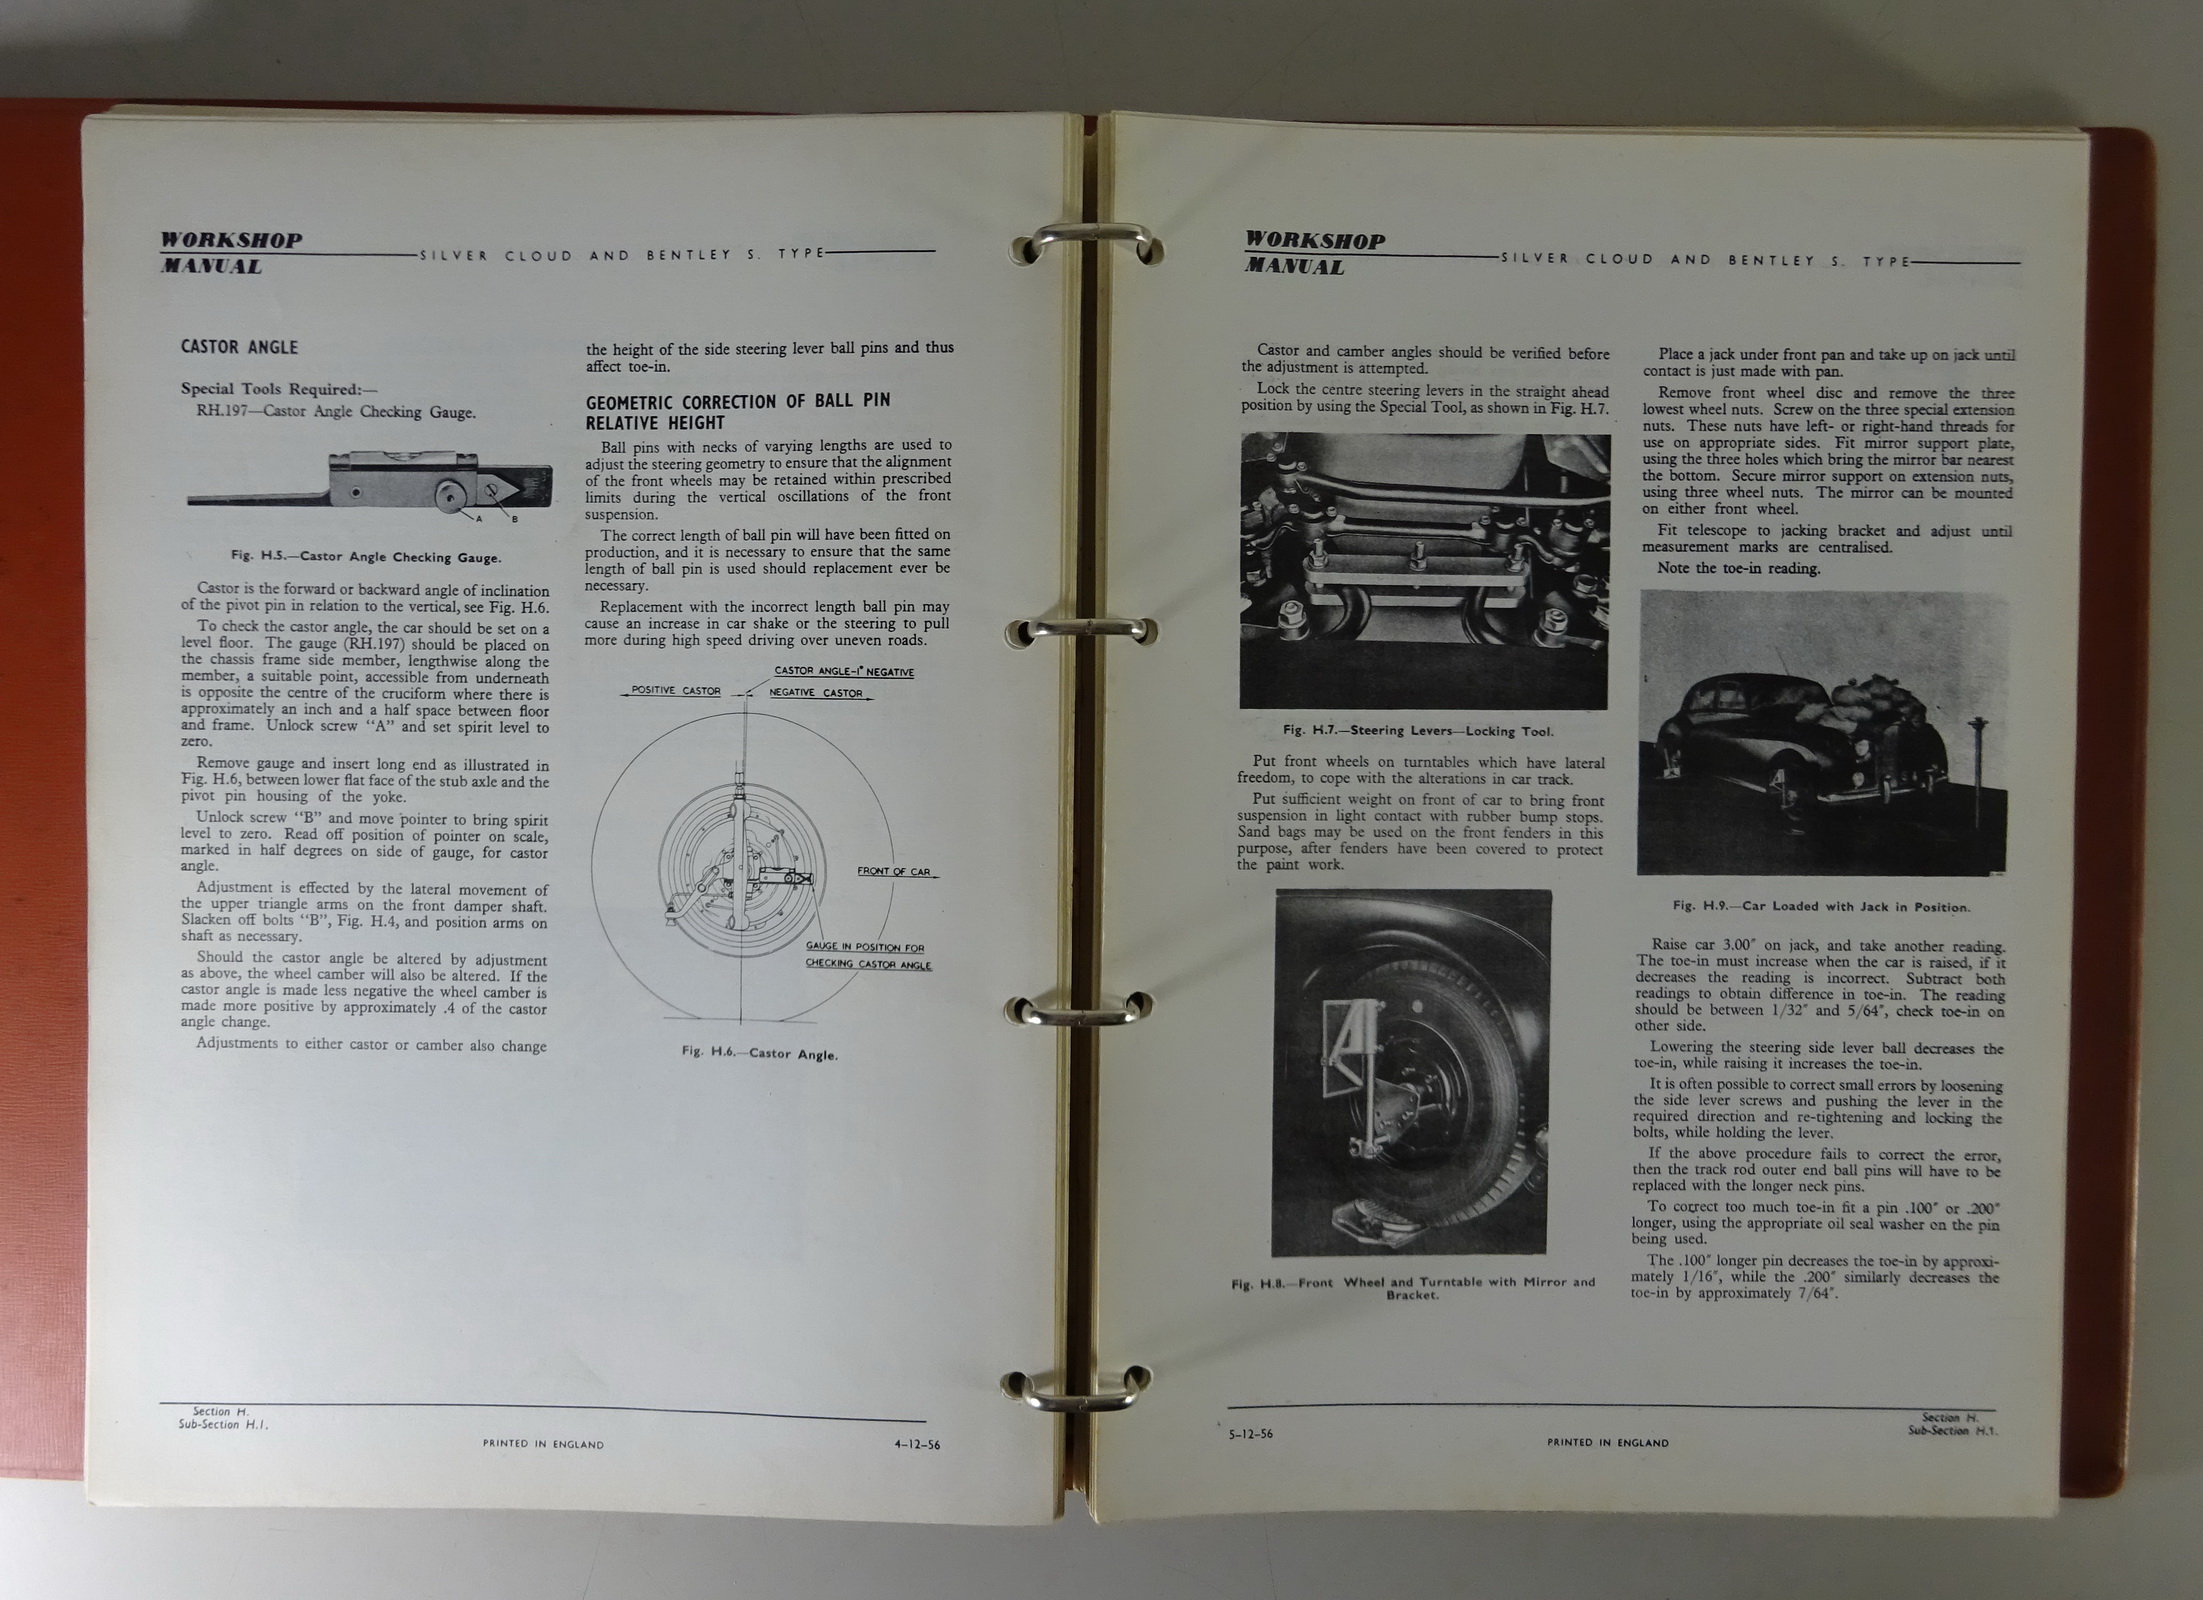 WORKSHOP
MANUAL
SILVER CLOUD AND BENTLEY S. TYPE
CASTOR ANGLE
Special Tools Required:—
RH.197—Castor Angle Checking Gauge.
A
B
Fig. H.5.—Castor Angle Checking Gauge.
Castor is the forward or backward angle of inclination
of the pivot pin in relation to the vertical, see Fig. H.6.
To check the castor angle, the car should be set on a
level floor. The gauge (RH.197) should be placed on
the chassis frame side member, lengthwise along the
member, a suitable point, accessible from underneath
is opposite the centre of the cruciform where there is
approximately an inch and a half space between floor
and frame. Unlock screw "A" and set spirit level to
zero.
Remove gauge and insert long end as illustrated in
Fig. H.6, between lower flat face of the stub axle and the
pivot pin housing of the yoke.
Unlock screw "B" and move pointer to bring spirit
level to zero. Read off position of pointer on scale,
marked in half degrees on side of gauge, for castor
angle.
Adjustment is effected by the lateral movement of
the upper triangle arms on the front damper shaft.
Slacken off bolts "B", Fig. H.4, and position arms on
shaft as necessary.
Should the castor angle be altered by adjustment
as above, the wheel camber will also be altered. If the
castor angle is made less negative the wheel camber is
made more positive by approximately .4 of the castor
angle change.
Adjustments to either castor or camber also change
the height of the side steering lever ball pins and thus
affect toe-in.
GEOMETRIC CORRECTION OF BALL PIN
RELATIVE HEIGHT
Ball pins with necks of varying lengths are used to
adjust the steering geometry to ensure that the alignment
of the front wheels may be retained within prescribed
limits during the vertical oscillations of the front
suspension.
The correct length of ball pin will have been fitted on
production, and it is necessary to ensure that the same
length of ball pin is used should replacement ever be
necessary.
Replacement with the incorrect length ball pin may
cause an increase in car shake or the steering to pull
more during high speed driving over uneven roads.
CASTOR ANGLE-1° NEGATIVE
POSITIVE CASTOR
NEGATIVE CASTOR
FRONT OF CAR
GAUGE IN POSITION FOR
CHECKING CASTOR ANGLE
Fig. H.6.—Castor Angle.
Section H.
Sub-Section H.1.
PRINTED IN ENGLAND
4–12–56
WORKSHOP
MANUAL
SILVER CLOUD AND BENTLEY S. TYPE
Castor and camber angles should be verified before
the adjustment is attempted.
Lock the centre steering levers in the straight ahead
position by using the Special Tool, as shown in Fig. H.7.
Fig. H.7.—Steering Levers—Locking Tool.
Put front wheels on turntables which have lateral
freedom, to cope with the alterations in car track.
Put sufficient weight on front of car to bring front
suspension in light contact with rubber bump stops.
Sand bags may be used on the front fenders in this
purpose, after fenders have been covered to protect
the paint work.
Fig. H.8.—Front Wheel and Turntable with Mirror and
Bracket.
Place a jack under front pan and take up on jack until
contact is just made with pan.
Remove front wheel disc and remove the three
lowest wheel nuts. Screw on the three special extension
nuts. These nuts have left- or right-hand threads for
use on appropriate sides. Fit mirror support plate,
using the three holes which bring the mirror bar nearest
the bottom. Secure mirror support on extension nuts,
using three wheel nuts. The mirror can be mounted
on either front wheel.
Fit telescope to jacking bracket and adjust until
measurement marks are centralised.
Note the toe-in reading.
Fig. H.9.—Car Loaded with Jack in Position.
Raise car 3.00″ on jack, and take another reading.
The toe-in must increase when the car is raised, if it
decreases the reading is incorrect. Subtract both
readings to obtain difference in toe-in. The reading
should be between 1/32″ and 5/64″, check toe-in on
other side.
Lowering the steering side lever ball decreases the
toe-in, while raising it increases the toe-in.
It is often possible to correct small errors by loosening
the side lever screws and pushing the lever in the
required direction and re-tightening and locking the
bolts, while holding the lever.
If the above procedure fails to correct the error,
then the track rod outer end ball pins will have to be
replaced with the longer neck pins.
To correct too much toe-in fit a pin .100″ or .200″
longer, using the appropriate oil seal washer on the pin
being used.
The .100″ longer pin decreases the toe-in by approxi-
mately 1/16″, while the .200″ similarly decreases the
toe-in by approximately 7/64″.
5–12–56
PRINTED IN ENGLAND
Section H.
Sub-Section H.1.